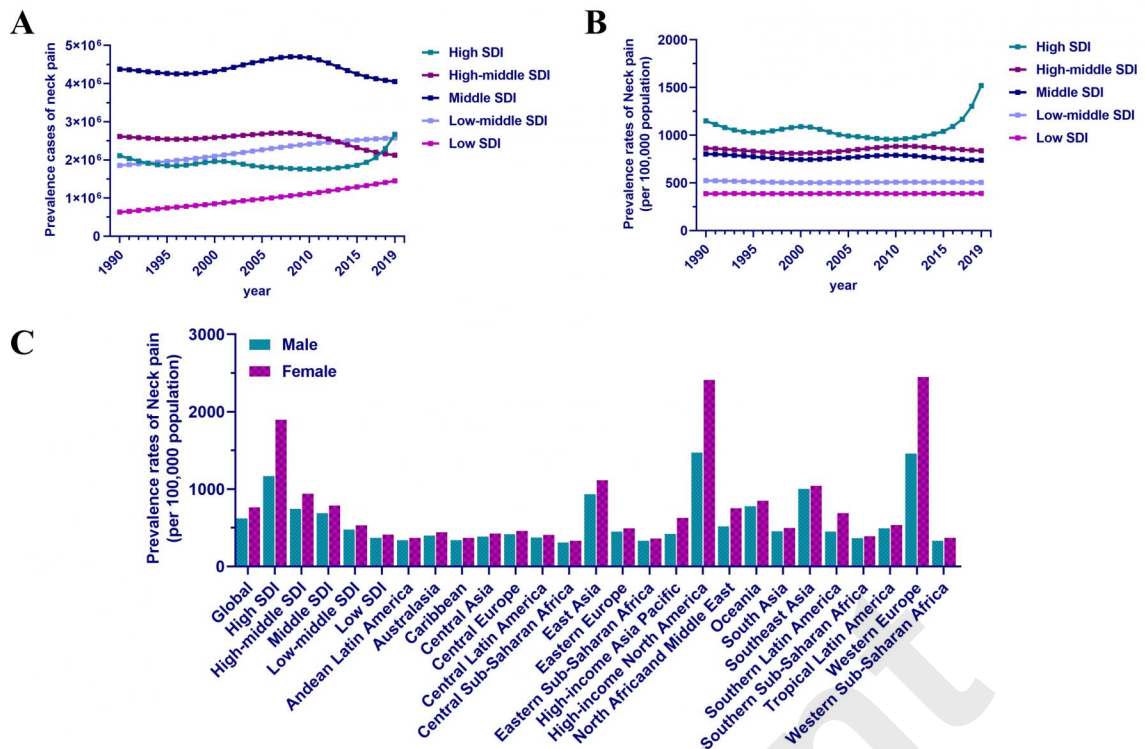 A
Prevalence cases of neck pain
5×10⁶
4×10⁶
3×10⁶
2×10⁶
1×10⁶
0
1990
1995
2000
2005
2010
2015
2019
year
High SDI
High-middle SDI
Middle SDI
Low-middle SDI
Low SDI
B
Prevalence rates of Neck pain
(per 100,000 population)
2000
1500
1000
500
0
1990
1995
2000
2005
2010
2015
2019
year
High SDI
High-middle SDI
Middle SDI
Low-middle SDI
Low SDI
C
Prevalence rates of Neck pain
(per 100,000 population)
3000
2000
1000
0
Male
Female
Global
High SDI
High-middle SDI
Middle SDI
Low-middle SDI
Low SDI
Andean Latin America
Australasia
Caribbean
Central Asia
Central Europe
Central Latin America
Central Sub-Saharan Africa
East Asia
Eastern Europe
Eastern Sub-Saharan Africa
High-income Asia Pacific
High-income North America
North Africaand Middle East
Oceania
South Asia
Southeast Asia
Southern Latin America
Southern Sub-Saharan Africa
Tropical Latin America
Western Europe
Western Sub-Saharan Africa